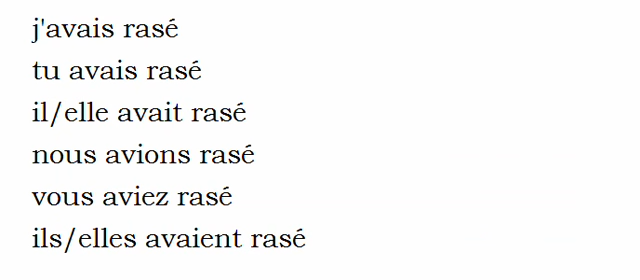 j'avais rasé
tu avais rasé
il/elle avait rasé
nous avions rasé
vous aviez rasé
ils/elles avaient rasé